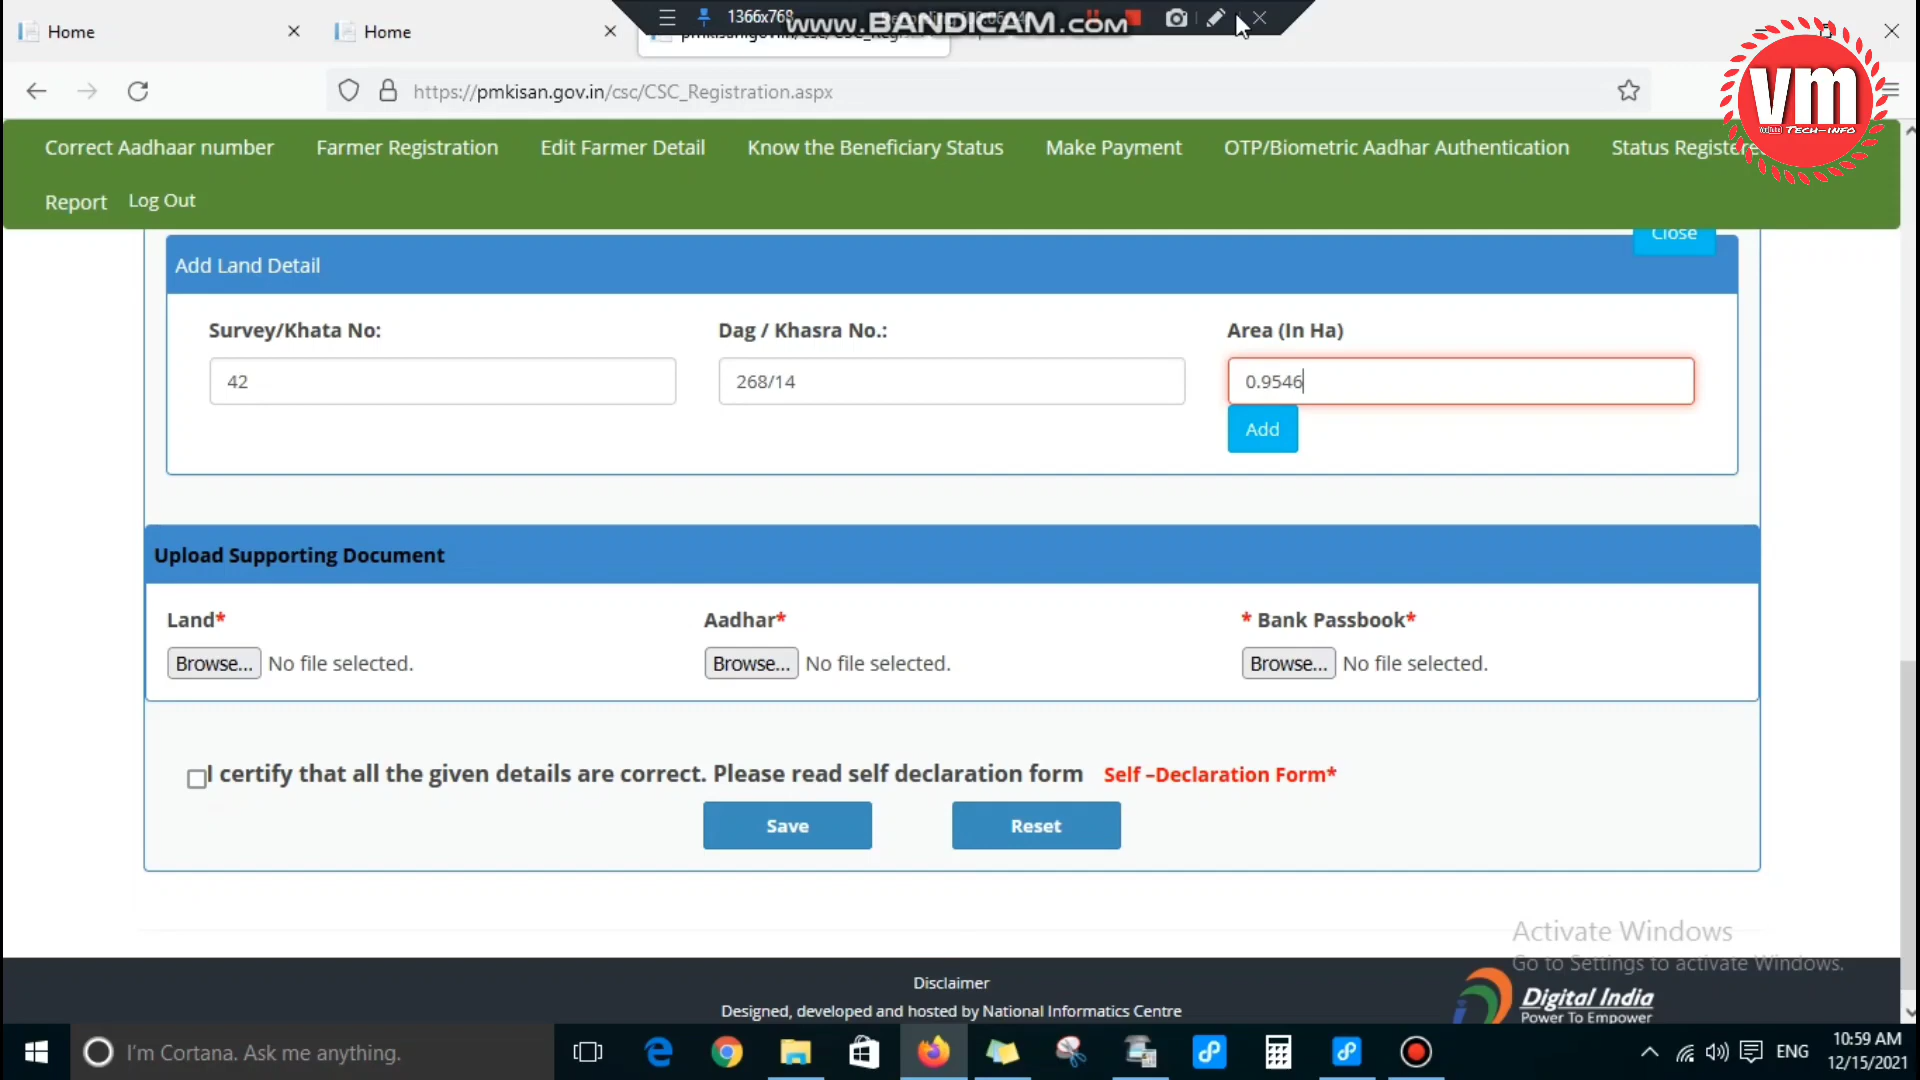 Home
Home
1366x768
www.BANDICAM.com
https://pmkisan.gov.in/csc/CSC_Registration.aspx
vm
TECH-INFO
Correct Aadhaar number
Farmer Registration
Edit Farmer Detail
Know the Beneficiary Status
Make Payment
OTP/Biometric Aadhar Authentication
Status
Report
Log Out
Close
Add Land Detail
Survey/Khata No:
Dag / Khasra No.:
Area (In Ha)
42
268/14
0.9546
Add
Upload Supporting Document
Land*
Aadhar*
* Bank Passbook*
Browse... No file selected.
Browse... No file selected.
Browse... No file selected.
I certify that all the given details are correct. Please read self declaration form Self –Declaration Form*
Save
Reset
Activate Windows
Go to Settings to activate Windows.
Disclaimer
Designed, developed and hosted by National Informatics Centre
Digital India
Power To Empower
I'm Cortana. Ask me anything.
ENG
10:59 AM
12/15/2021